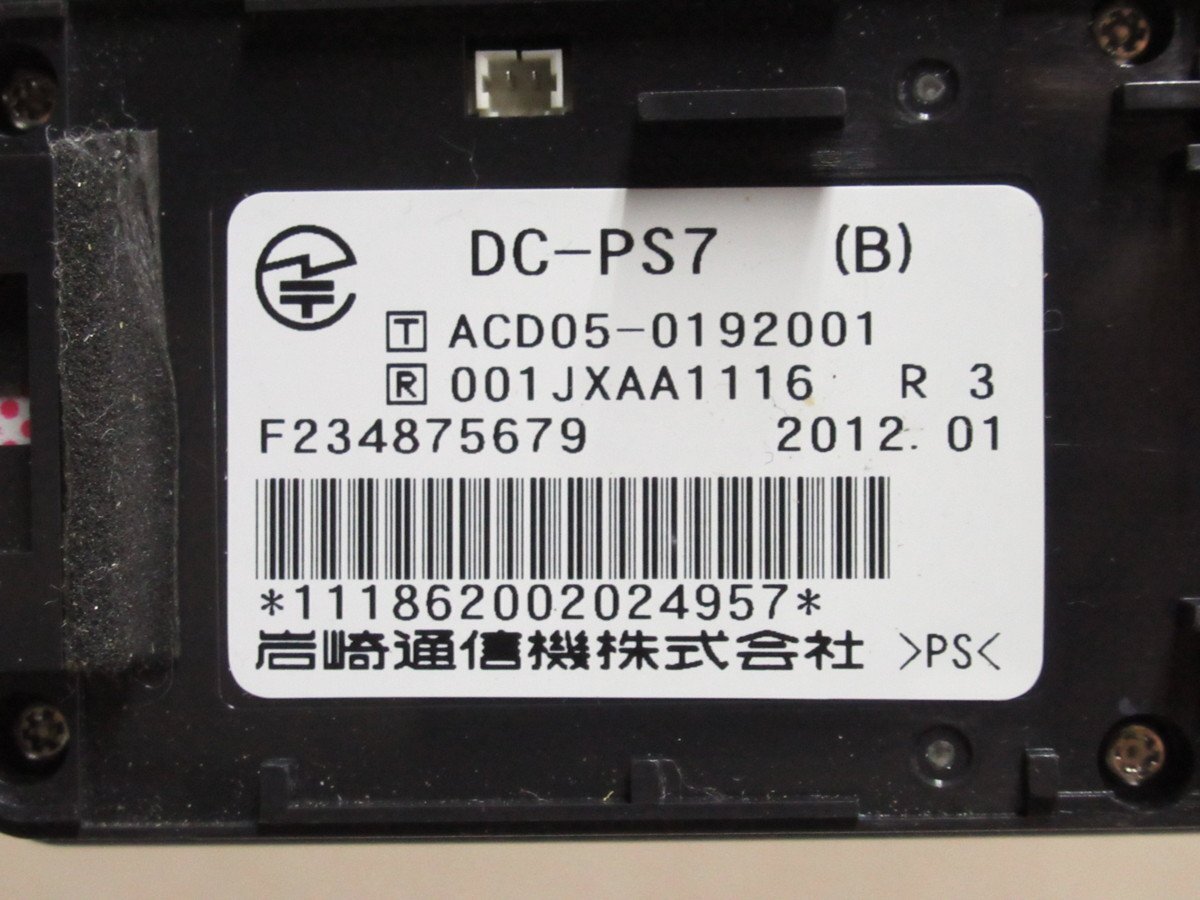 DC-PS7 (B)
T ACD05-0192001
R 001JXAA1116 R 3
F234875679 2012.01
*111862002024957*
岩崎通信機株式会社 >PS<